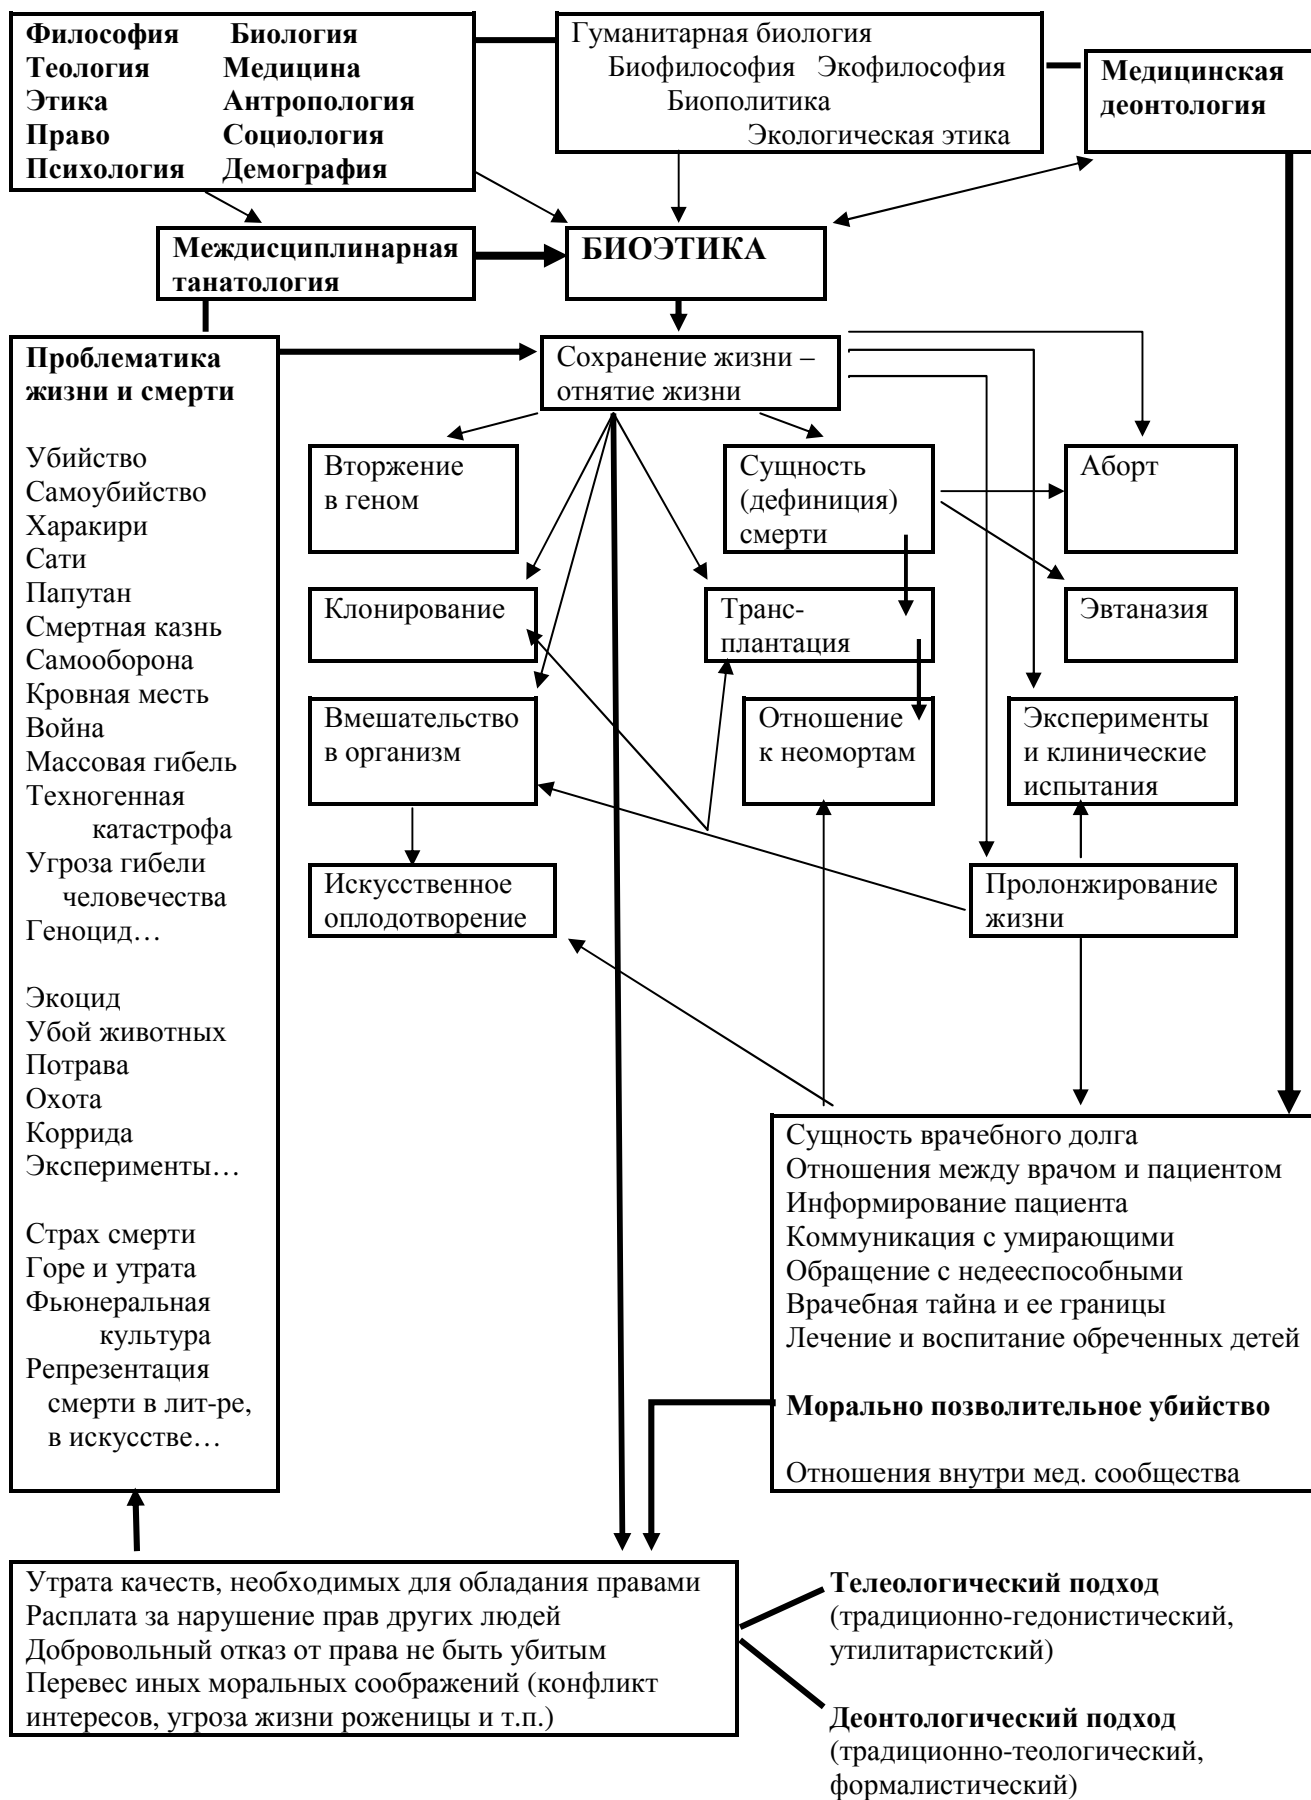 Философия Биология
Теология Медицина
Этика Антропология
Право Социология
Психология Демография
Гуманитарная биология
Биофилософия Экофилософия
Биополитика
Экологическая этика
Медицинская
деонтология
Междисциплинарная
танатология
БИОЭТИКА
Проблематика
жизни и смерти
Убийство
Самоубийство
Харакири
Сати
Папутан
Смертная казнь
Самооборона
Кровная месть
Война
Массовая гибель
Техногенная
катастрофа
Угроза гибели
человечества
Геноцид…
Экоцид
Убой животных
Потрава
Охота
Коррида
Эксперименты…
Страх смерти
Горе и утрата
Фьюнеральная
культура
Репрезентация
смерти в лит-ре,
в искусстве…
Сохранение жизни –
отнятие жизни
Вторжение
в геном
Сущность
(дефиниция)
смерти
Аборт
Клонирование
Транс-
плантация
Эвтаназия
Вмешательство
в организм
Отношение
к неомортам
Эксперименты
и клинические
испытания
Искусственное
оплодотворение
Пролонжирование
жизни
Сущность врачебного долга
Отношения между врачом и пациентом
Информирование пациента
Коммуникация с умирающими
Обращение с недееспособными
Врачебная тайна и ее границы
Лечение и воспитание обреченных детей
Морально позволительное убийство
Отношения внутри мед. сообщества
Утрата качеств, необходимых для обладания правами
Расплата за нарушение прав других людей
Добровольный отказ от права не быть убитым
Перевес иных моральных соображений (конфликт
интересов, угроза жизни роженицы и т.п.)
Телеологический подход
(традиционно-гедонистический,
утилитаристский)
Деонтологический подход
(традиционно-теологический,
формалистический)